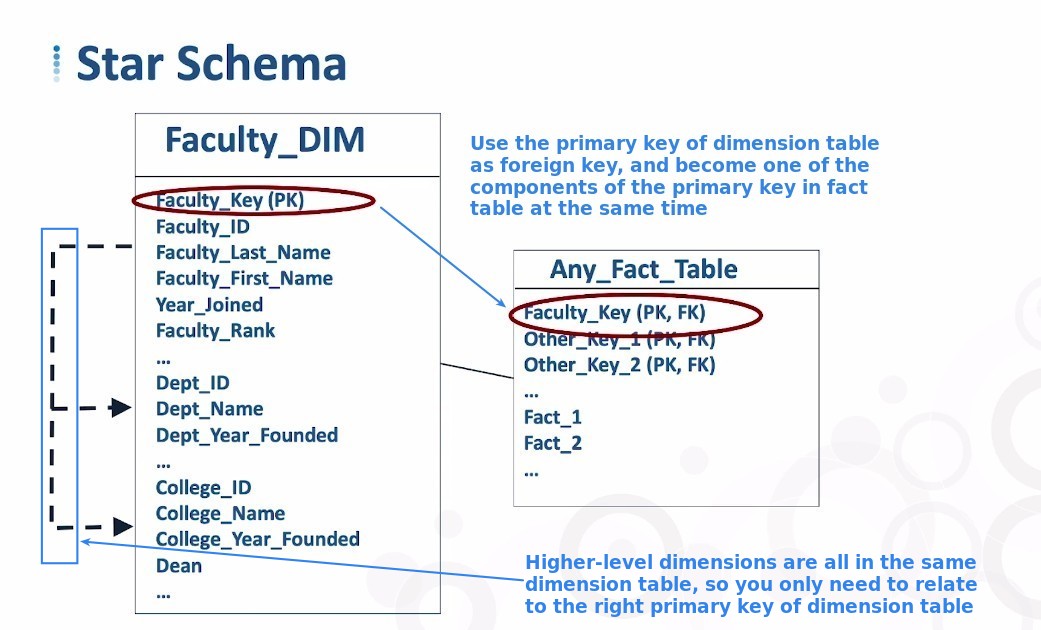 Star Schema
Faculty_DIM
Faculty_Key (PK)
Faculty_ID
Faculty_Last_Name
Faculty_First_Name
Year_Joined
Faculty_Rank
...
Dept_ID
Dept_Name
Dept_Year_Founded
...
College_ID
College_Name
College_Year_Founded
Dean
...
Use the primary key of dimension table
as foreign key, and become one of the
components of the primary key in fact
table at the same time
Any_Fact_Table
Faculty_Key (PK, FK)
Other_Key_1 (PK, FK)
Other_Key_2 (PK, FK)
...
Fact_1
Fact_2
...
Higher-level dimensions are all in the same
dimension table, so you only need to relate
to the right primary key of dimension table